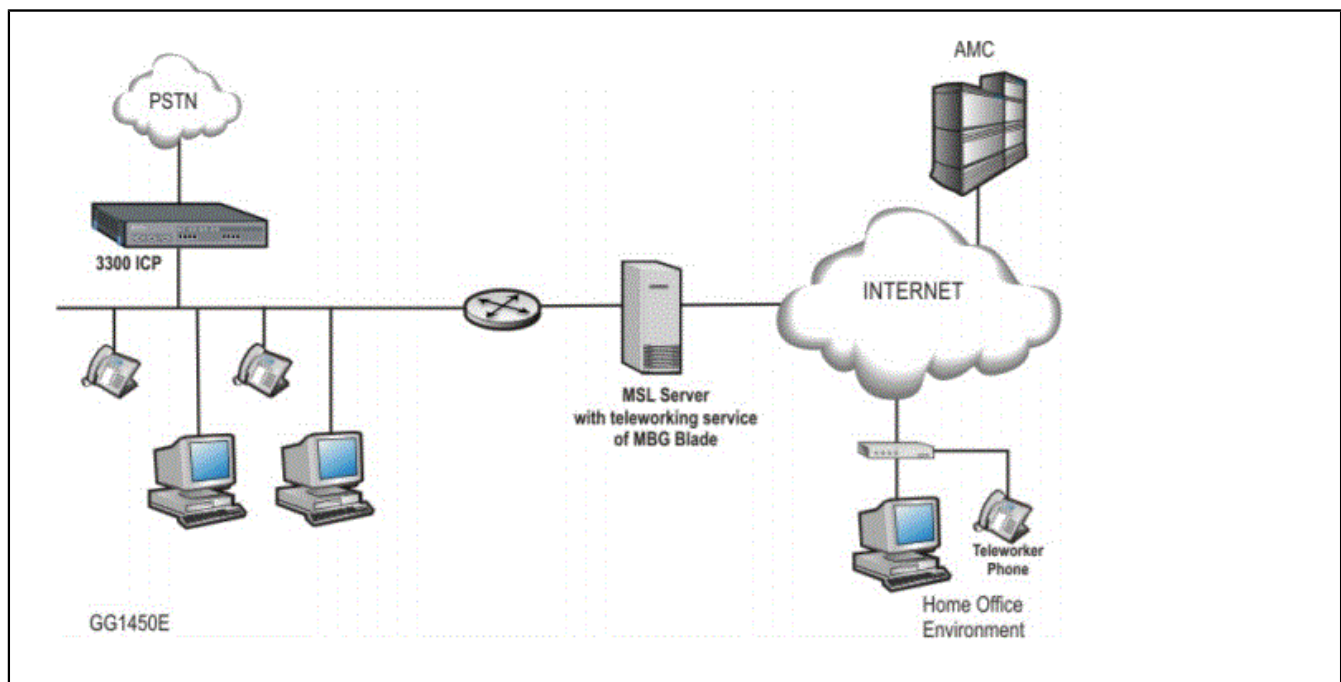 AMC
PSTN
3300 ICP
INTERNET
MSL Server
with teleworking service
of MBG Blade
Teleworker
Phone
Home Office
Environment
GG1450E